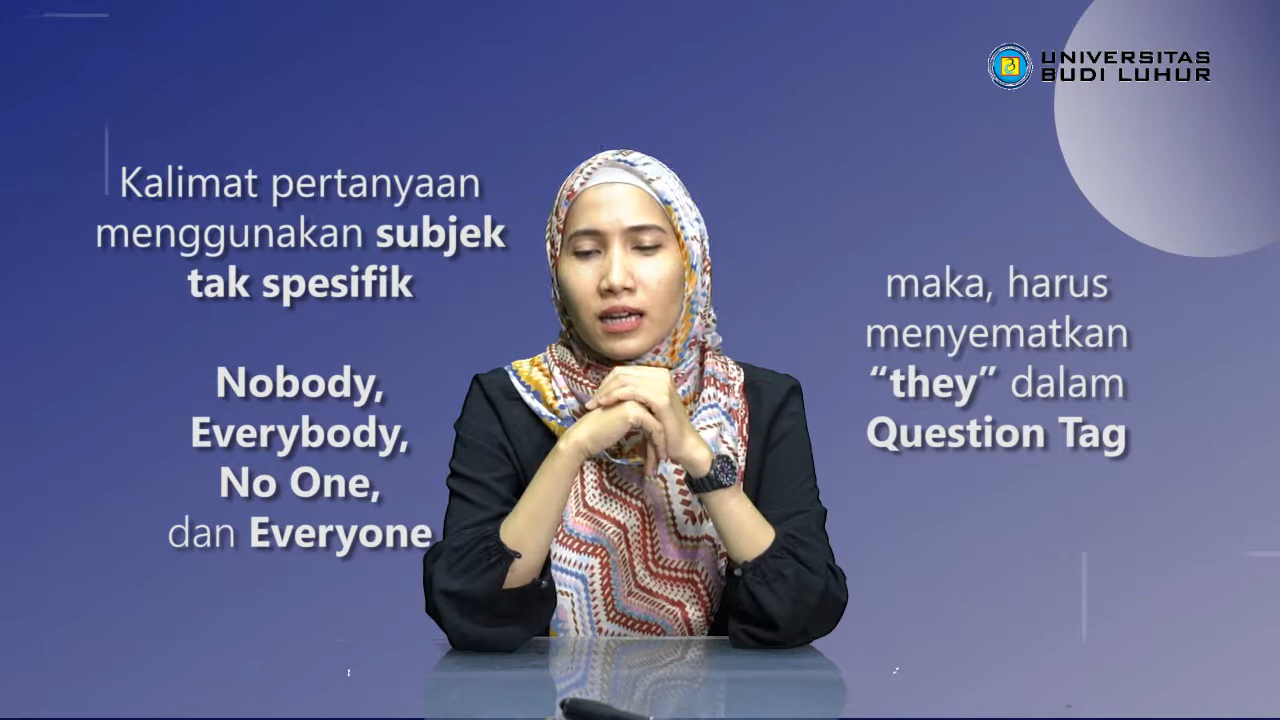 UNIVERSITAS
BUDI LUHUR
Kalimat pertanyaan
menggunakan subjek
tak spesifik
Nobody,
Everybody,
No One,
dan Everyone
maka, harus
menyematkan
“they” dalam
Question Tag